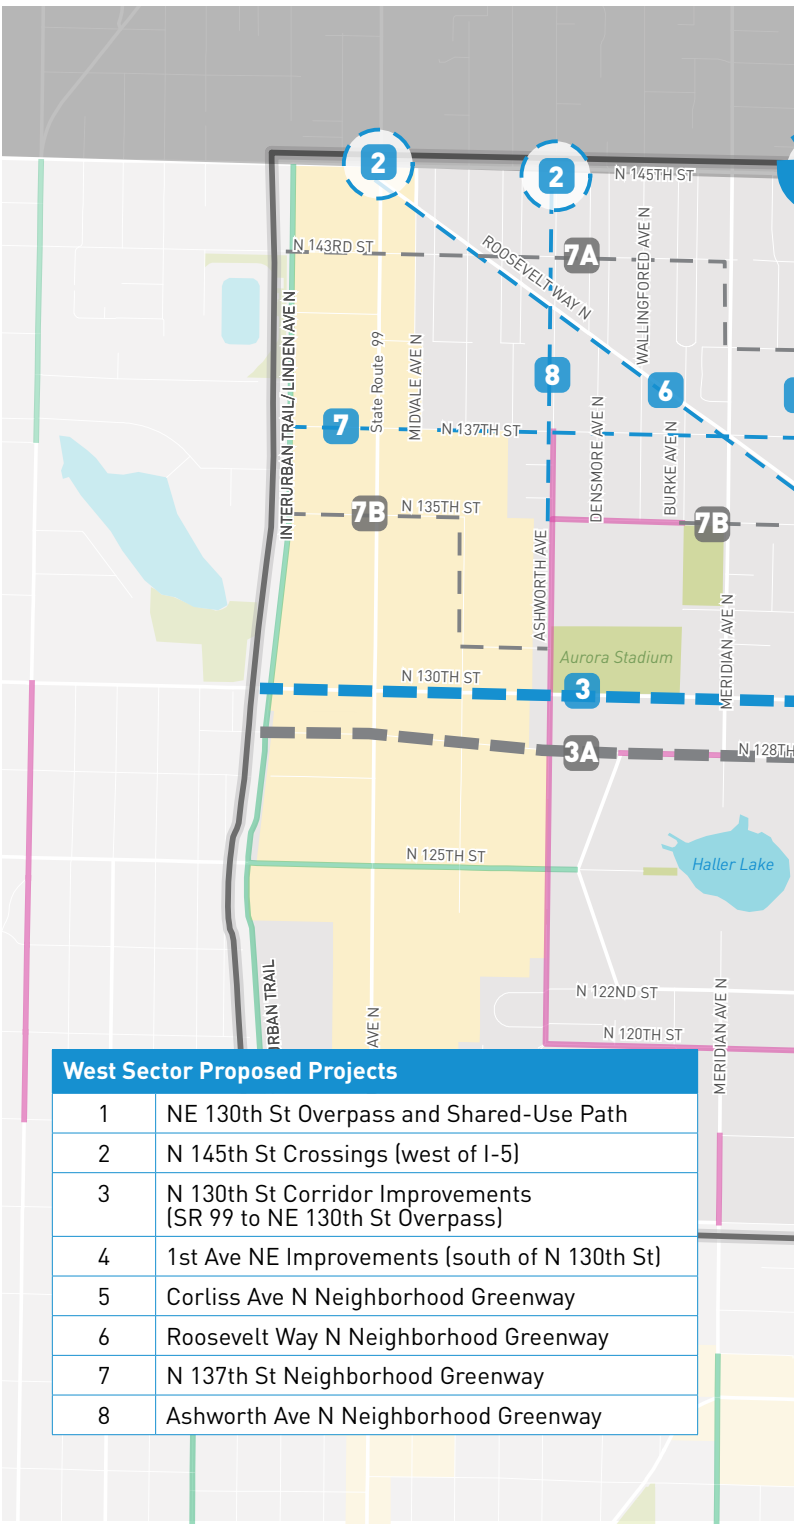 2
2
N 145TH ST
N 143RD ST
7A
ROOSEVELT WAY N
WALLINGFORED AVE N
INTERURBAN TRAIL/ LINDEN AVE N
State Route 99
MIDVALE AVE N
8
6
7
N 137TH ST
DENSMORE AVE N
BURKE AVE N
7B
N 135TH ST
7B
ASHWORTH AVE
Aurora Stadium
MERIDIAN AVE N
N 130TH ST
3
3A
N 128TH
N 125TH ST
Haller Lake
RBAN TRAIL
AVE N
N 122ND ST
N 120TH ST
MERIDIAN AVE N
West Sector Proposed Projects
1 NE 130th St Overpass and Shared-Use Path
2 N 145th St Crossings (west of I-5)
3 N 130th St Corridor Improvements
(SR 99 to NE 130th St Overpass)
4 1st Ave NE Improvements (south of N 130th St)
5 Corliss Ave N Neighborhood Greenway
6 Roosevelt Way N Neighborhood Greenway
7 N 137th St Neighborhood Greenway
8 Ashworth Ave N Neighborhood Greenway